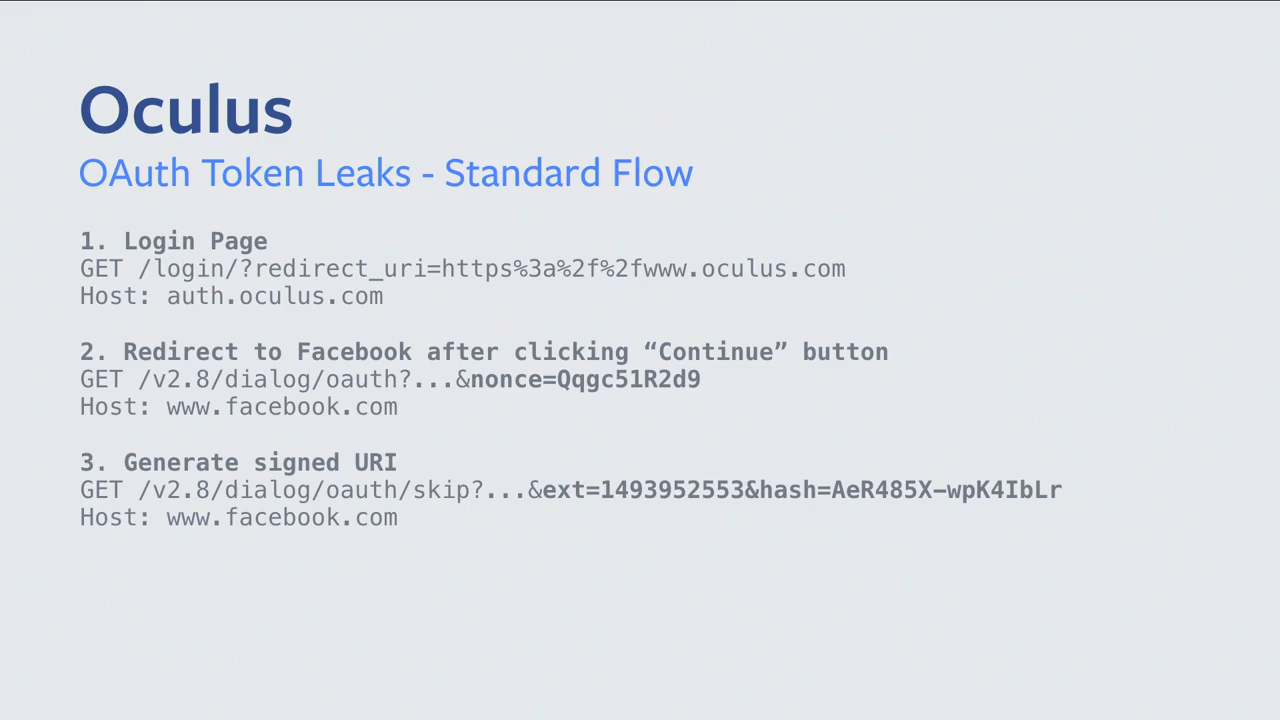 Oculus
OAuth Token Leaks - Standard Flow
1. Login Page
GET /login/?redirect_uri=https%3a%2f%2fwww.oculus.com
Host: auth.oculus.com
2. Redirect to Facebook after clicking “Continue” button
GET /v2.8/dialog/oauth?...&nonce=Qqgc51R2d9
Host: www.facebook.com
3. Generate signed URI
GET /v2.8/dialog/oauth/skip?...&ext=1493952553&hash=AeR485X-wpK4IbLr
Host: www.facebook.com